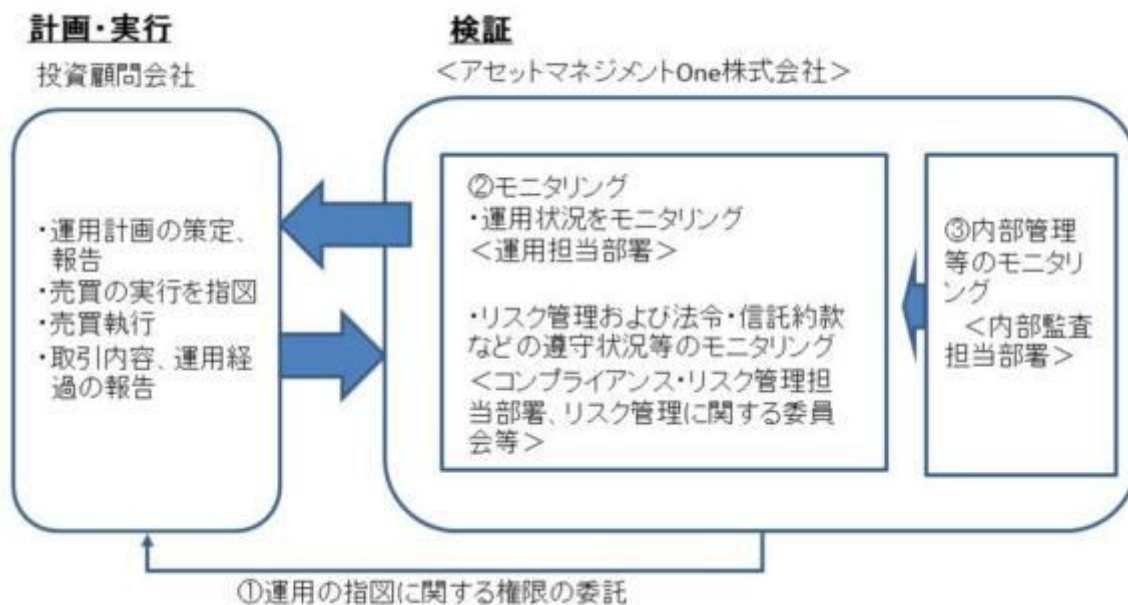 計画・実行
投資顧問会社
・運用計画の策定、
報告
・売買の実行を指図
・売買執行
・取引内容、運用経
過の報告
検証
＜アセットマネジメントOne株式会社＞
②モニタリング
・運用状況をモニタリング
＜運用担当部署＞
・リスク管理および法令・信託約款
などの遵守状況等のモニタリング
＜コンプライアンス・リスク管理担
当部署、リスク管理に関する委員
会等＞
③内部管理
等のモニタリ
ング
＜内部監査
担当部署＞
①運用の指図に関する権限の委託